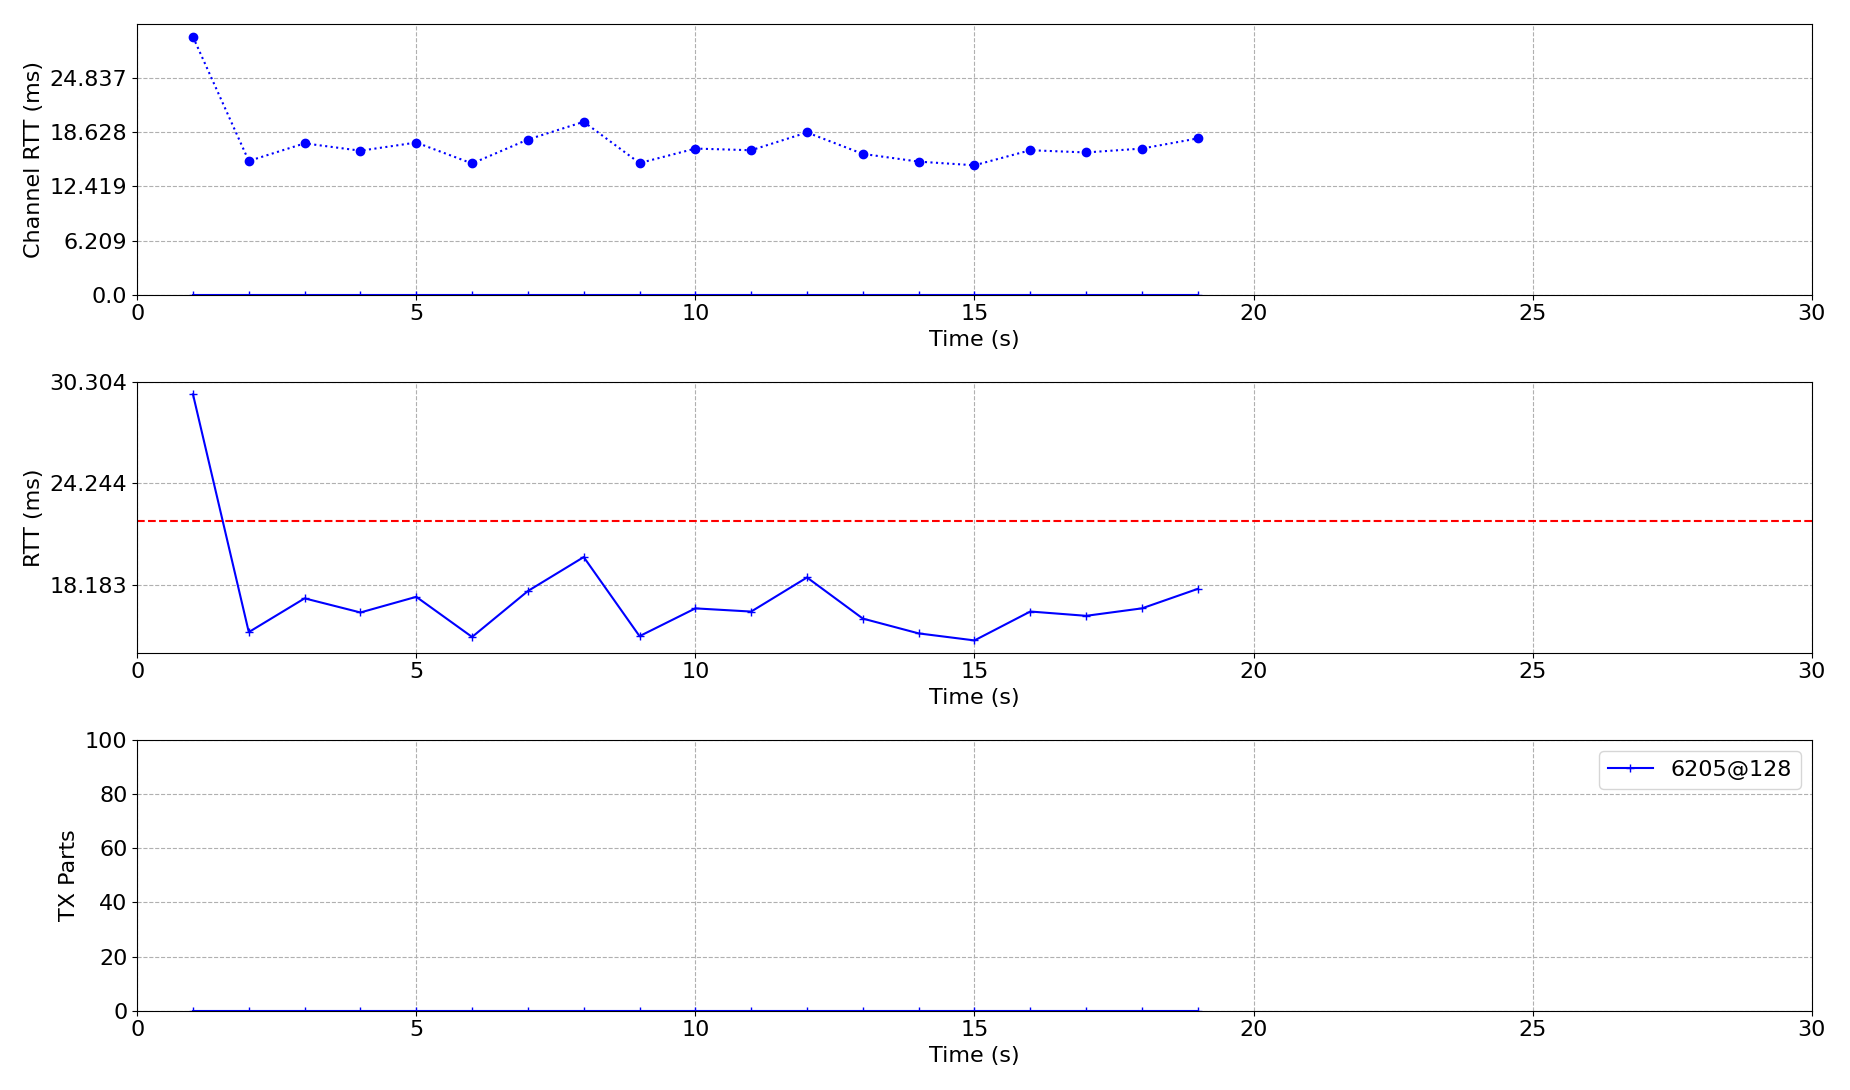 Channel RTT (ms)
24.837
18.628
12.419
6.209
0.0
0 5 10 15 20 25 30
Time (s)
RTT (ms)
30.304
24.244
18.183
0 5 10 15 20 25 30
Time (s)
TX Parts
100
80
60
40
20
0
6205@128
0 5 10 15 20 25 30
Time (s)